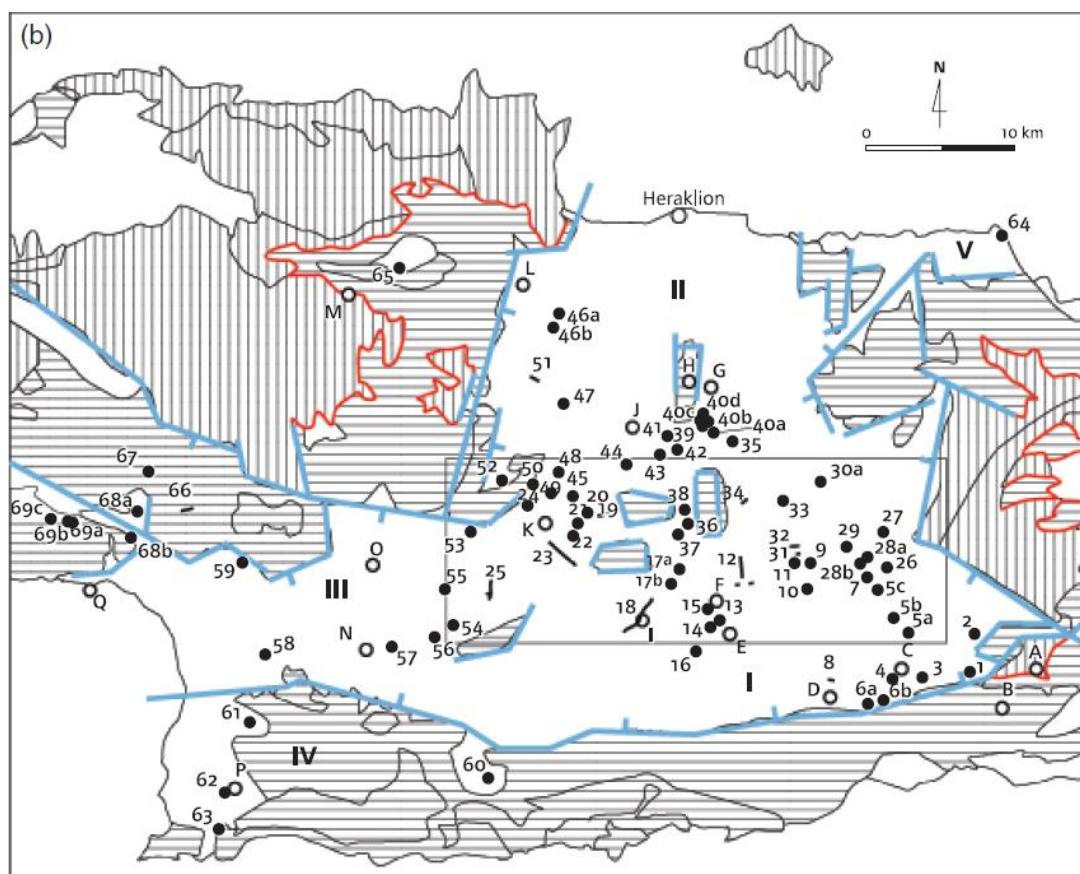 (b)
N
0 10 km
Heraklion
64
V
L
65
M
II
46a
46b
51
H
G
47
40d
40c
40b
J
41
39
40a
35
44
43
42
67
52
50
48
49
45
30a
66
24
20
38
34
69c
68a
21
19
33
69b
69a
K
36
27
68b
53
22
37
32
29
28a
O
23
17a
12
31
9
26
59
11
28b
III
55
25
17b
F
10
7
5c
Q
18
15
13
5b
54
I
14
5a
2
N
56
E
58
57
16
C
A
8
4
3
1
I
D
6a
6b
B
61
IV
60
P
62
63